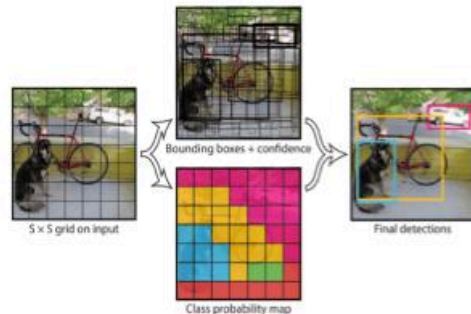 Bounding boxes + confidence
S × S grid on input
Final detections
Class probability map